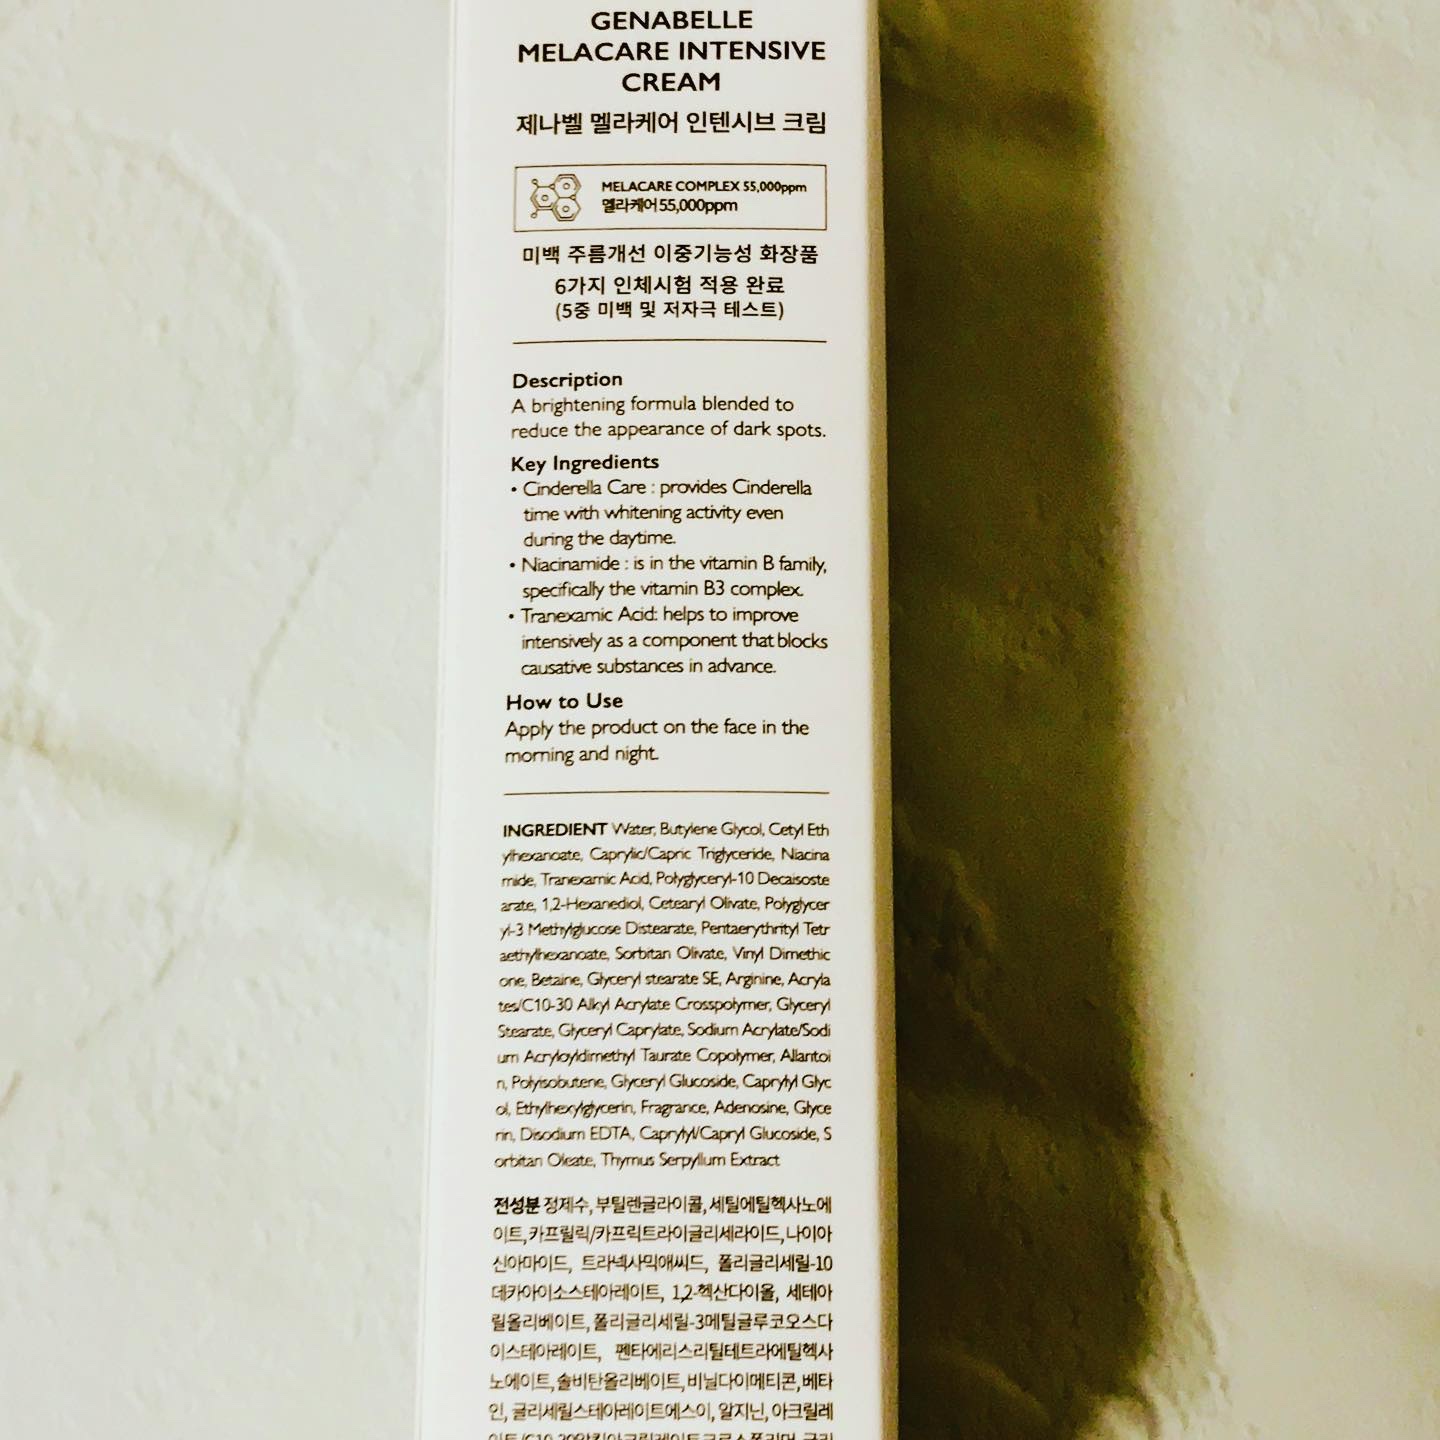 GENABELLE
MELACARE INTENSIVE
CREAM
제나벨 멜라케어 인텐시브 크림
MELACARE COMPLEX 55,000ppm
멜라케어 55,000ppm
미백 주름개선 이중기능성 화장품
6가지 인체시험 적용 완료
(5중 미백 및 저자극 테스트)
Description
A brightening formula blended to
reduce the appearance of dark spots.
Key Ingredients
• Cinderella Care : provides Cinderella
time with whitening activity even
during the daytime.
• Niacinamide : is in the vitamin B family,
specifically the vitamin B3 complex.
• Tranexamic Acid: helps to improve
intensively as a component that blocks
causative substances in advance.
How to Use
Apply the product on the face in the
morning and night.
INGREDIENT Water, Butylene Glycol, Cetyl Eth
ylhexanoate, Caprylic/Capric Triglyceride, Niacina
mide, Tranexamic Acid, Polyglyceryl-10 Decaisoste
arate, 1,2-Hexanediol, Cetearyl Olivate, Polyglycer
yl-3 Methylglucose Distearate, Pentaerythrityl Tetr
aethylhexanoate, Sorbitan Olivate, Vinyl Dimethic
one, Betaine, Glyceryl stearate SE, Arginine, Acryla
tes/C10-30 Alkyl Acrylate Crosspolymer, Glyceryl
Stearate, Glyceryl Caprylate, Sodium Acrylate/Sodi
um Acryloyldimethyl Taurate Copolymer, Allantoi
n, Polyisobutene, Glyceryl Glucoside, Caprylyl Glyc
ol, Ethylhexylglycerin, Fragrance, Adenosine, Glyce
rin, Disodium EDTA, Caprylyl/Capryl Glucoside, S
orbitan Oleate, Thymus Serpyllum Extract
전성분 정제수, 부틸렌글라이콜, 세틸에틸헥사노에
이트, 카프릴릭/카프릭트라이글리세라이드, 나이아
신아마이드, 트라넥사믹애씨드, 폴리글리세릴-10
데카아이소스테아레이트, 1,2-헥산다이올, 세테아
릴올리베이트, 폴리글리세릴-3메틸글루코오스다
이스테아레이트, 펜타에리스리틸테트라에틸헥사
노에이트, 솔비탄올리베이트, 비닐다이메티콘, 베타
인, 글리세릴스테아레이트에스이, 알지닌, 아크릴레